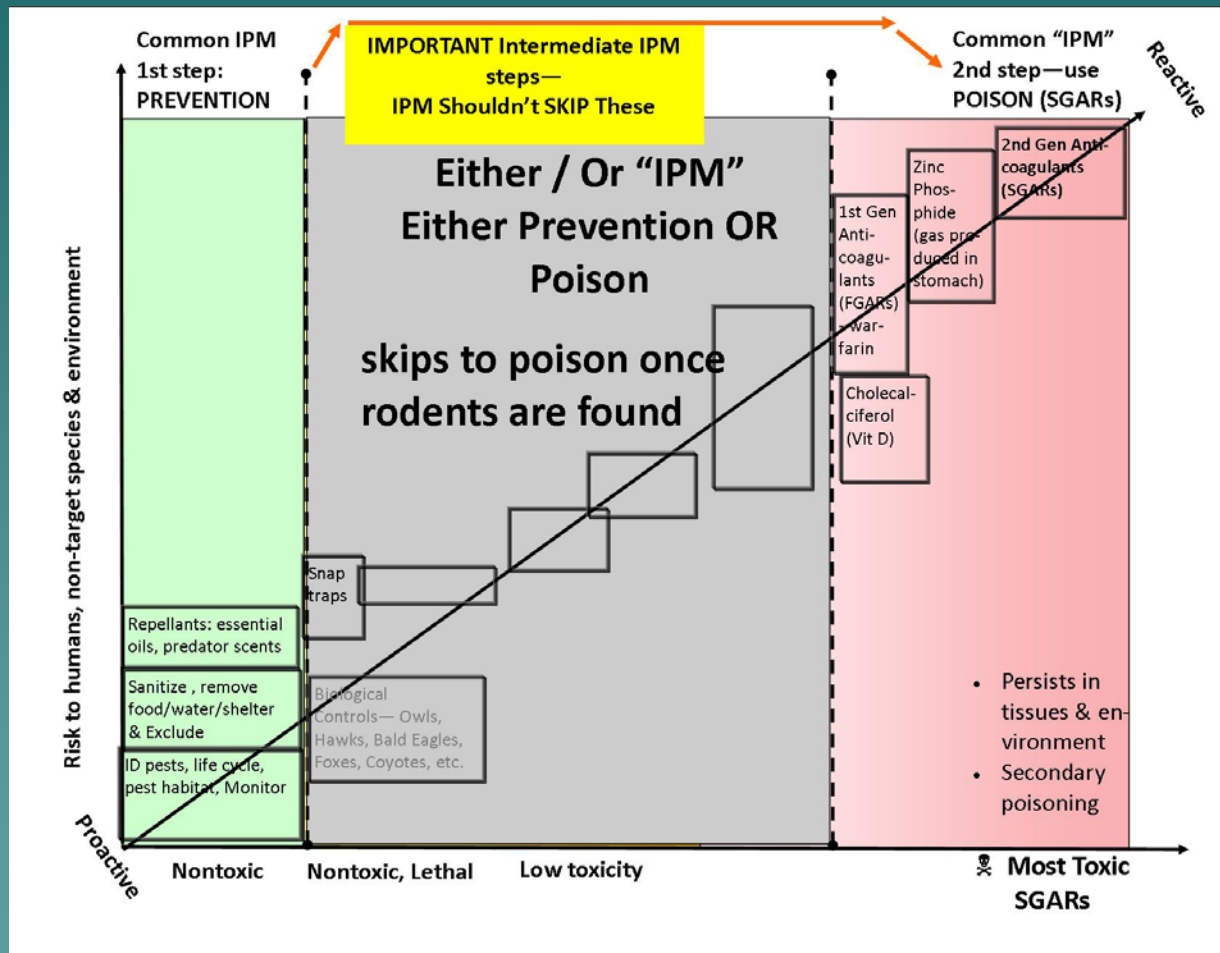 Common IPM
1st step:
PREVENTION
IMPORTANT Intermediate IPM
steps—
IPM Shouldn't SKIP These
Common "IPM"
2nd step—use
POISON (SGARs)
Reactive
Either / Or "IPM"
Either Prevention OR
Poison
skips to poison once
rodents are found
2nd Gen Anti-
coagulants
(SGARs)
Zinc
Phos-
phide
(gas pro-
duced in
stomach)
1st Gen
Anti-
coagu-
lants
(FGARs)
- war-
farin
Cholecal-
ciferol
(Vit D)
Snap
traps
Repellants: essential
oils, predator scents
Sanitize , remove
food/water/shelter
& Exclude
ID pests, life cycle,
pest habitat, Monitor
Biological
Controls— Owls,
Hawks, Bald Eagles,
Foxes, Coyotes, etc.
• Persists in
tissues & en-
vironment
• Secondary
poisoning
Risk to humans, non-target species & environment
Proactive
Nontoxic
Nontoxic, Lethal
Low toxicity
☠ Most Toxic
SGARs